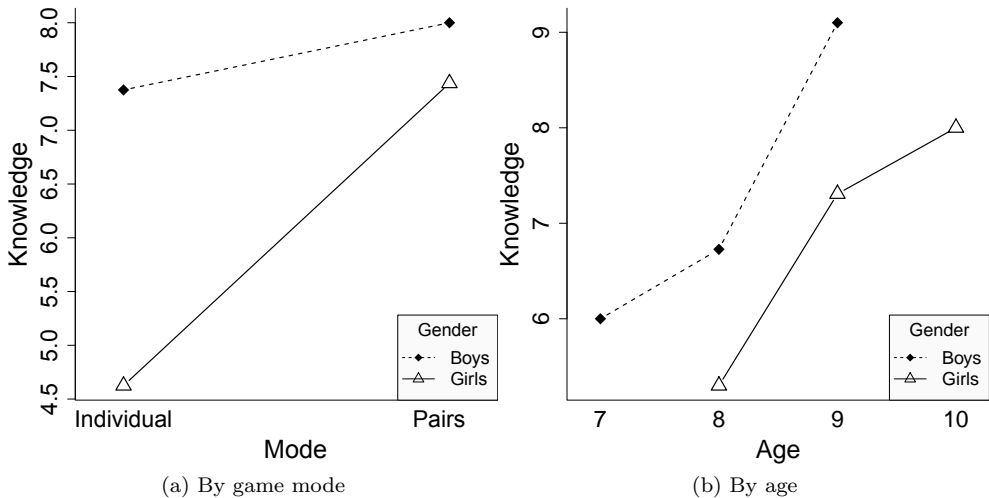 8.0
7.5
7.0
6.5
6.0
5.5
5.0
4.5
Knowledge
Individual
Pairs
Mode
Gender
Boys
Girls
(a) By game mode
9
8
7
6
Knowledge
7
8
9
10
Age
Gender
Boys
Girls
(b) By age